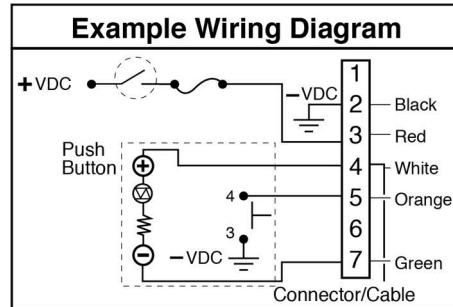 Example Wiring Diagram
+ VDC
− VDC
Push
Button
+
−
4
3
− VDC
1
2 Black
3 Red
4 White
5 Orange
6
7 Green
Connector/Cable